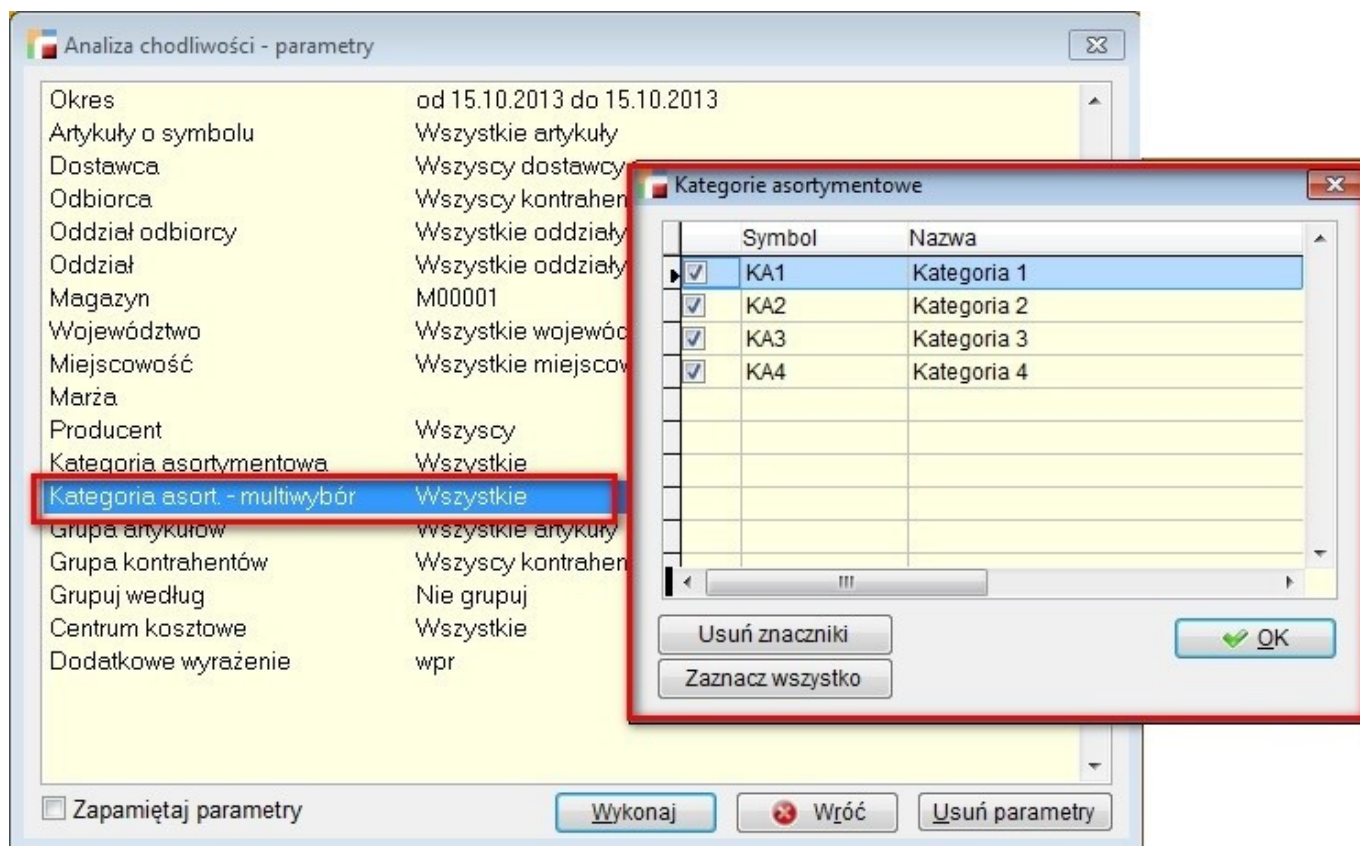 Analiza chodliwości - parametry
Okres od 15.10.2013 do 15.10.2013
Artykuły o symbolu Wszystkie artykuły
Dostawca Wszyscy dostawcy
Odbiorca Wszyscy kontrahen
Oddział odbiorcy Wszystkie oddziały
Oddział Wszystkie oddziały
Magazyn M00001
Województwo Wszystkie wojewódz
Miejscowość Wszystkie miejscow
Marża
Producent Wszyscy
Kategoria asortymentowa Wszystkie
Kategoria asort. - multiwybór Wszystkie
Grupa artykułów Wszystkie artykuły
Grupa kontrahentów Wszyscy kontrahen
Grupuj według Nie grupuj
Centrum kosztowe Wszystkie
Dodatkowe wyrażenie wpr
Zapamiętaj parametry
Wykonaj
Wróć
Usuń parametry
Kategorie asortymentowe
Symbol Nazwa
KA1 Kategoria 1
KA2 Kategoria 2
KA3 Kategoria 3
KA4 Kategoria 4
Usuń znaczniki
OK
Zaznacz wszystko